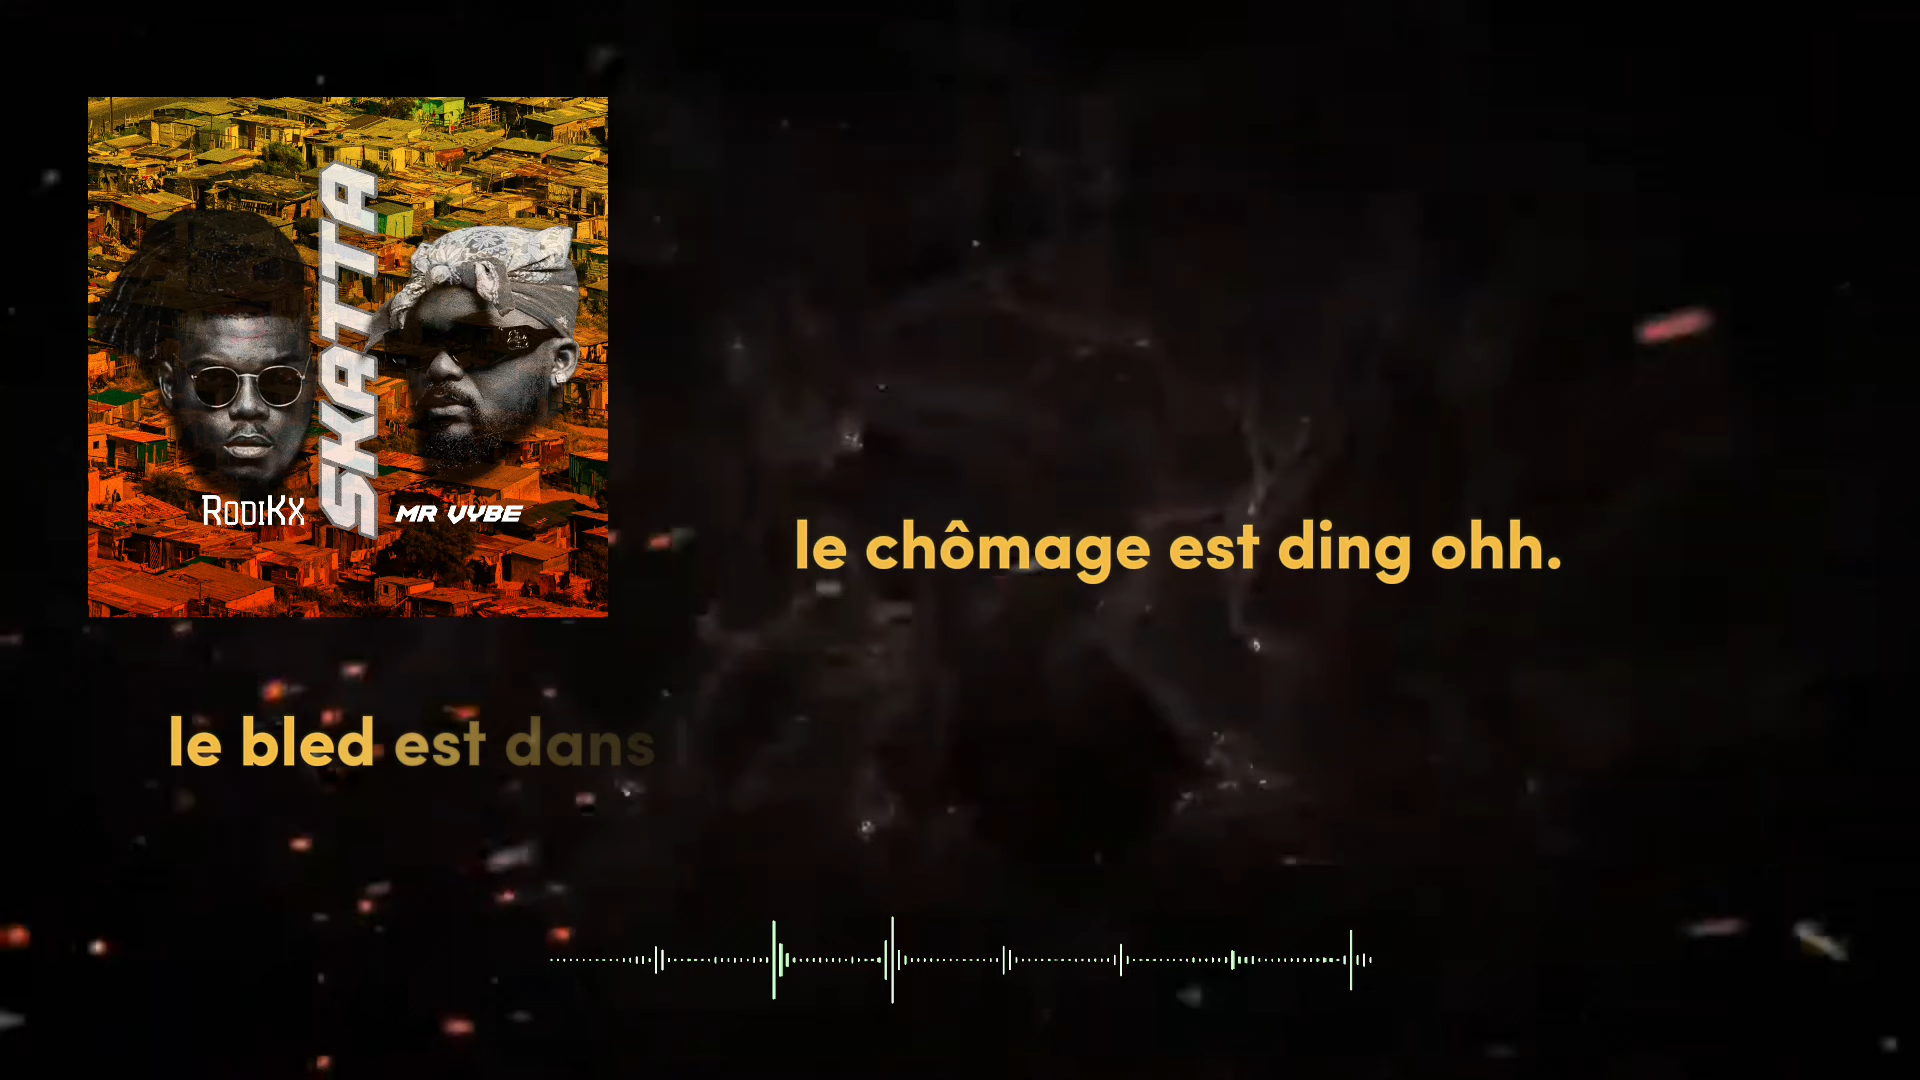 SKATTA
RODIKX
MR VYBE
le chômage est ding ohh.
le bled est dans